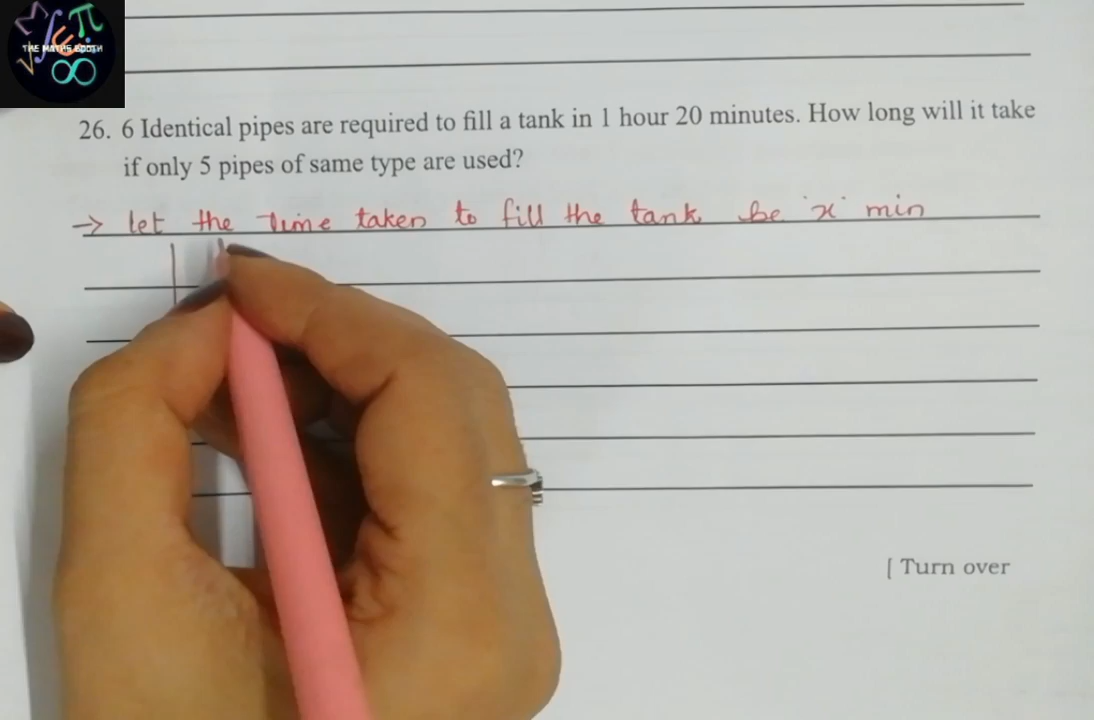 THE MATHS BOOTH
26. 6 Identical pipes are required to fill a tank in 1 hour 20 minutes. How long will it take
if only 5 pipes of same type are used?
→ let the time taken to fill the tank be 'x' min
[ Turn over